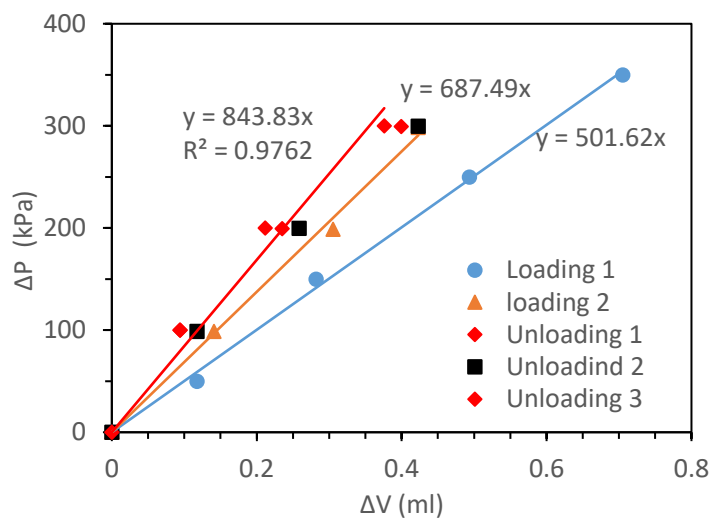 400
300
200
100
0
ΔP (kPa)
y = 843.83x
R² = 0.9762
y = 687.49x
y = 501.62x
Loading 1
loading 2
Unloading 1
Unloadind 2
Unloading 3
0
0.2
0.4
0.6
0.8
ΔV (ml)